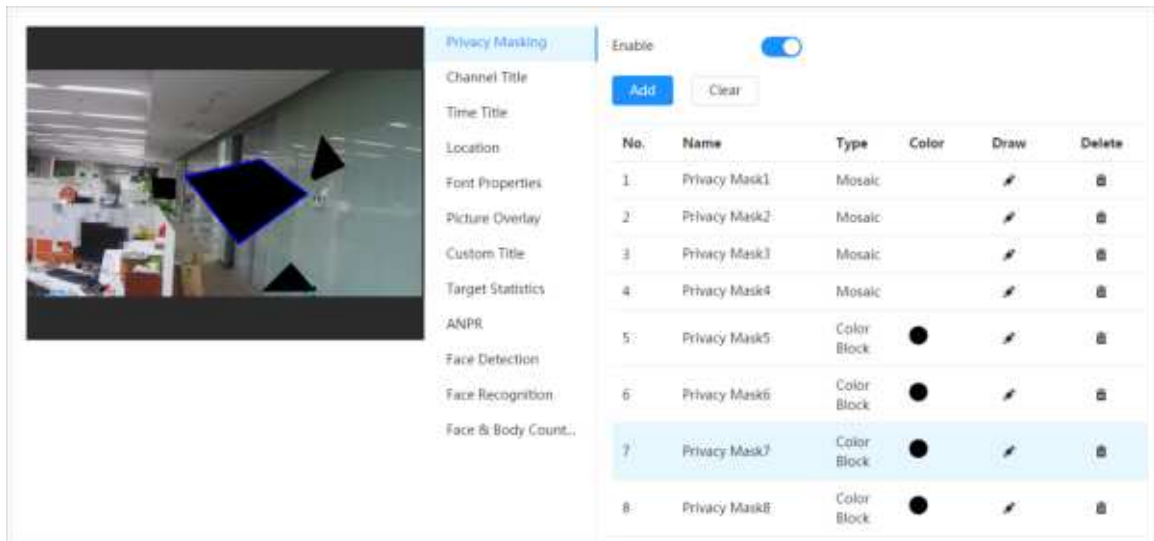 Privacy Masking
Channel Title
Time Title
Location
Font Properties
Picture Overlay
Custom Title
Target Statistics
ANPR
Face Detection
Face Recognition
Face & Body Count...
Enable
Add Clear
No. Name Type Color Draw Delete
1 Privacy Mask1 Mosaic
2 Privacy Mask2 Mosaic
3 Privacy Mask3 Mosaic
4 Privacy Mask4 Mosaic
5 Privacy Mask5 Color
Block
6 Privacy Mask6 Color
Block
7 Privacy Mask7 Color
Block
8 Privacy Mask8 Color
Block